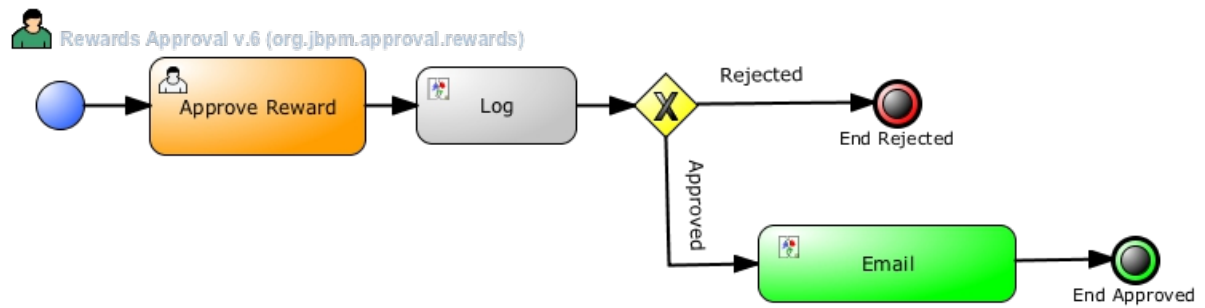 Rewards Approval v.6 (org.jbpm.approval.rewards)
Approve Reward
Log
X
Rejected
End Rejected
Approved
Email
End Approved